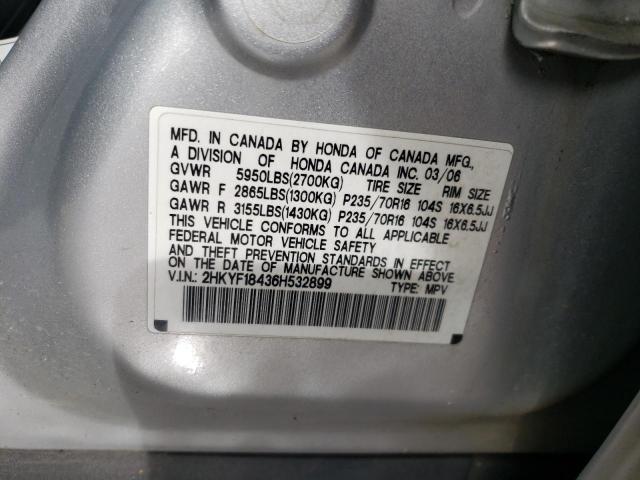 MFD. IN CANADA BY HONDA OF CANADA MFG.,
A DIVISION OF HONDA CANADA INC. 03/06
GVWR 5950LBS(2700KG) TIRE SIZE RIM SIZE
GAWR F 2865LBS(1300KG) P235/70R16 104S 16X6.5JJ
GAWR R 3155LBS(1430KG) P235/70R16 104S 16X6.5JJ
THIS VEHICLE CONFORMS TO ALL APPLICABLE
FEDERAL MOTOR VEHICLE SAFETY
AND THEFT PREVENTION STANDARDS IN EFFECT
ON THE DATE OF MANUFACTURE SHOWN ABOVE
V.I.N.: 2HKYF18436H532899 TYPE: MPV